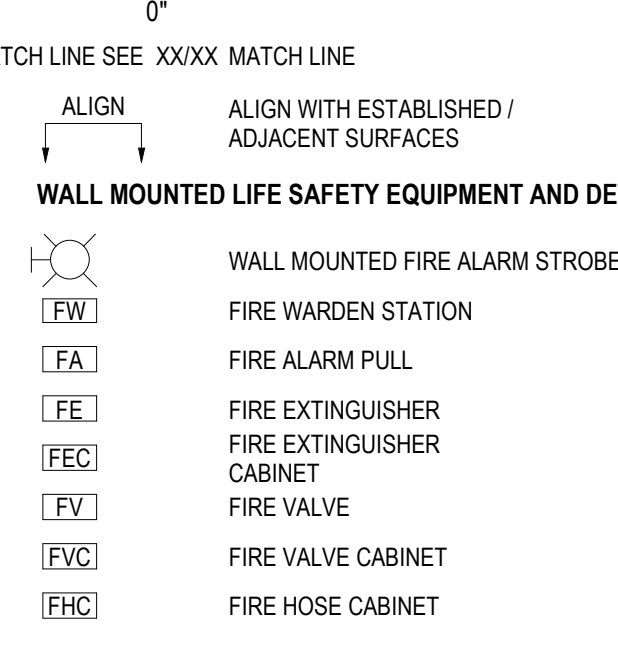 0"
TCH LINE SEE XX/XX MATCH LINE
ALIGN ALIGN WITH ESTABLISHED /
ADJACENT SURFACES
WALL MOUNTED LIFE SAFETY EQUIPMENT AND DE
WALL MOUNTED FIRE ALARM STROBE
FW FIRE WARDEN STATION
FA FIRE ALARM PULL
FE FIRE EXTINGUISHER
FEC FIRE EXTINGUISHER
CABINET
FV FIRE VALVE
FVC FIRE VALVE CABINET
FHC FIRE HOSE CABINET